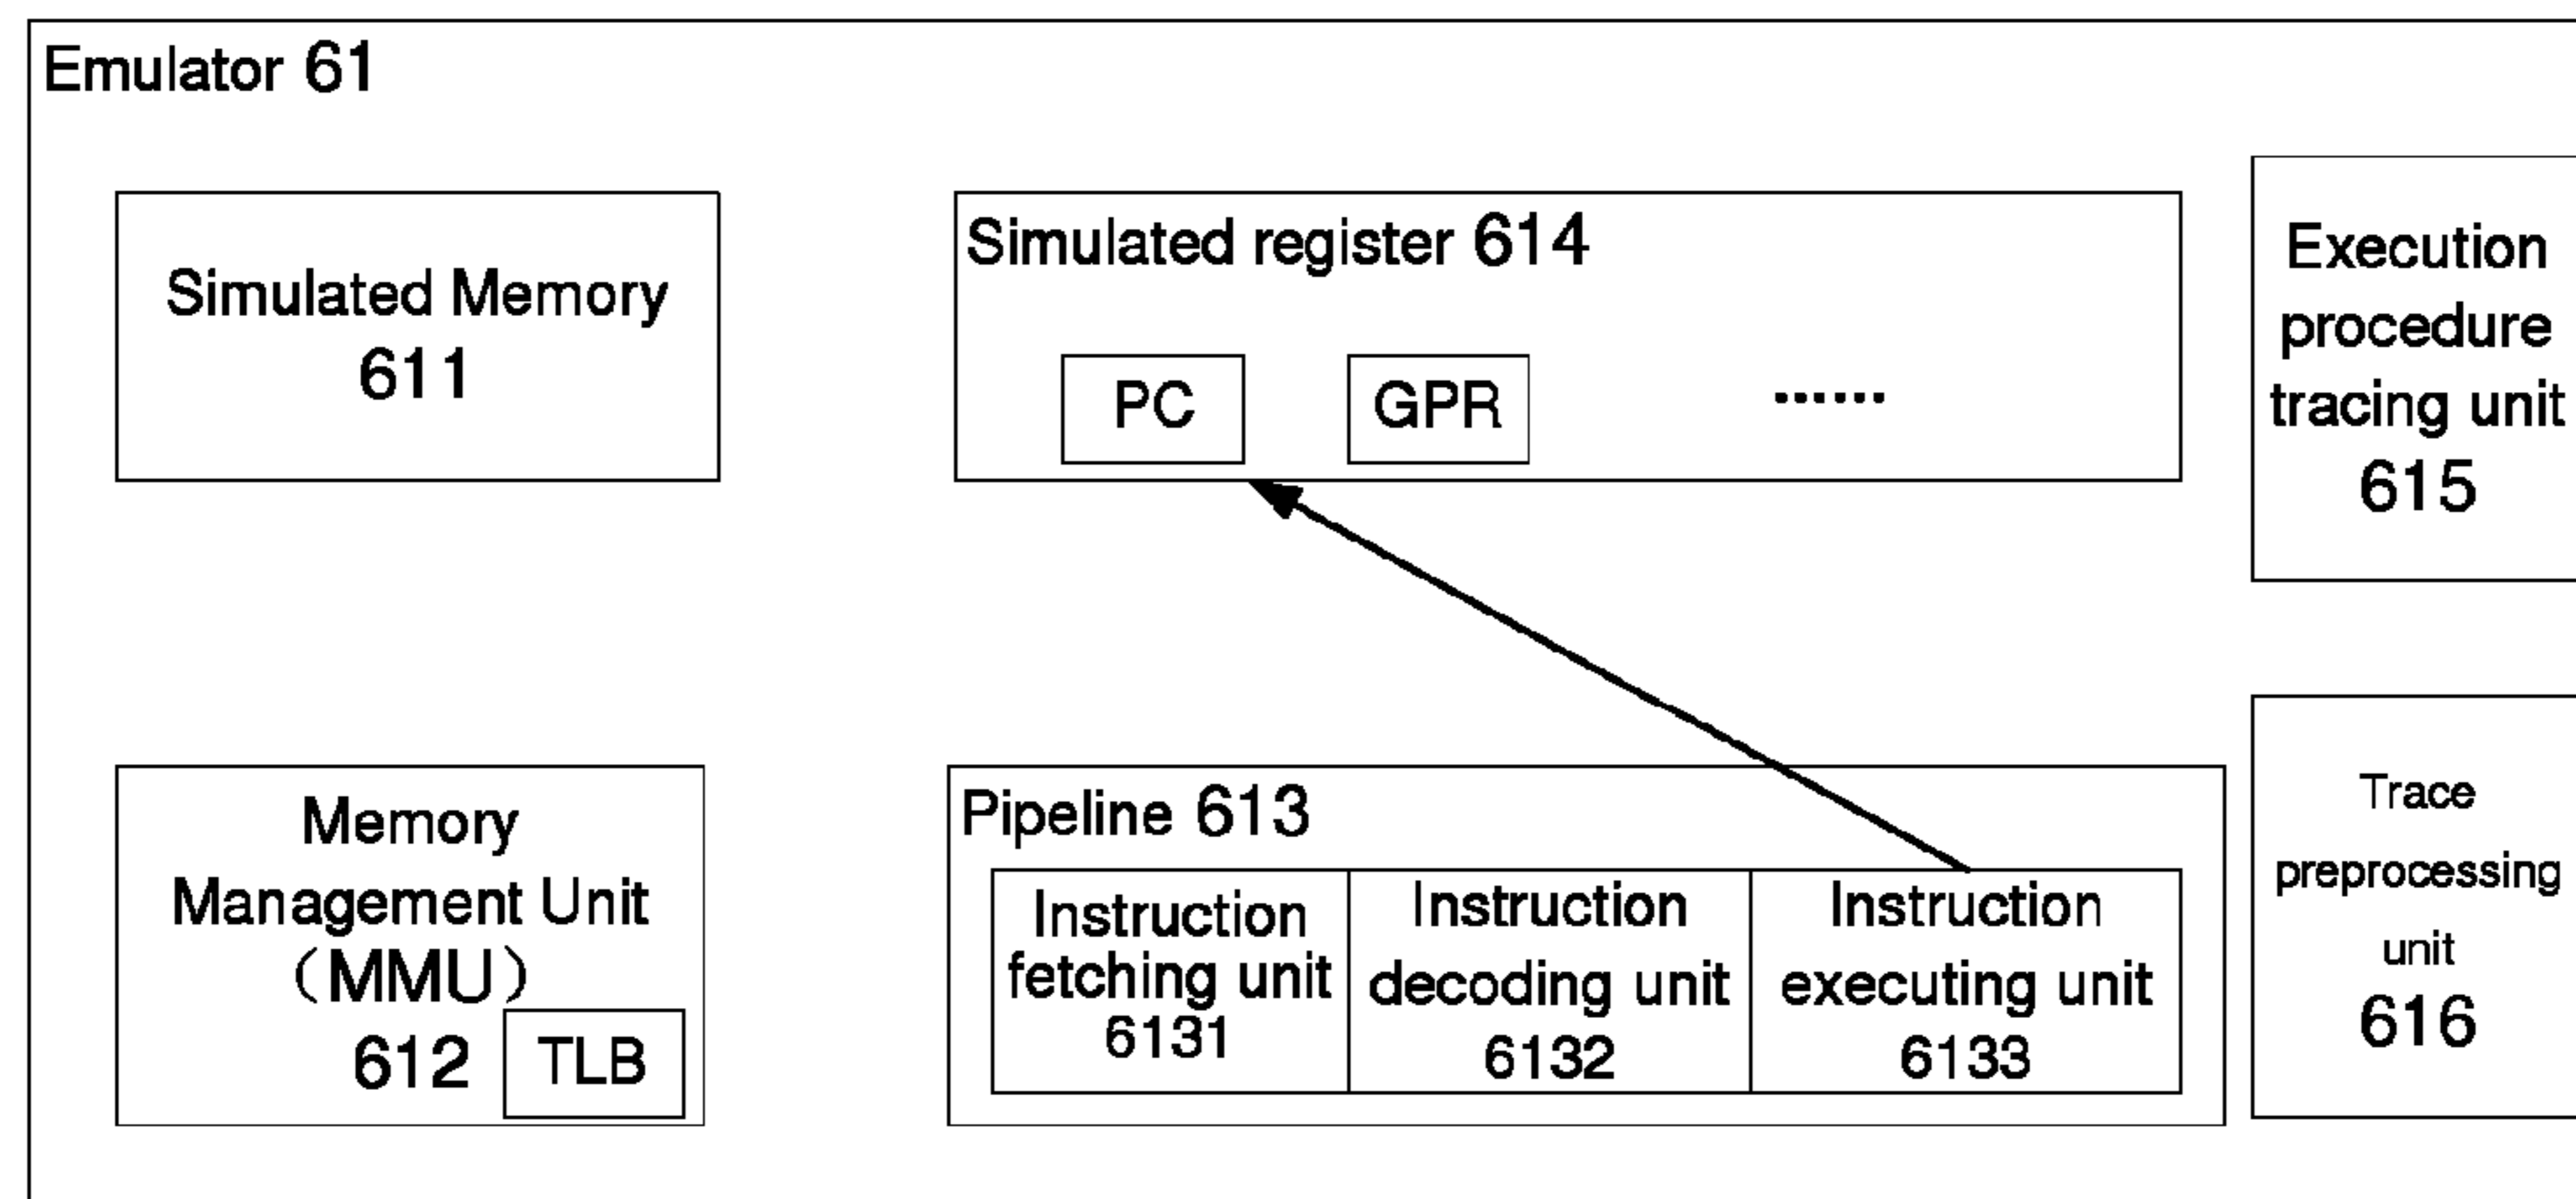 Emulator 61
Simulated Memory
611
Simulated register 614
PC
GPR
......
Execution
procedure
tracing unit
615
Memory
Management Unit
（MMU）
612
TLB
Pipeline 613
Instruction
fetching unit
6131
Instruction
decoding unit
6132
Instruction
executing unit
6133
Trace
preprocessing
unit
616